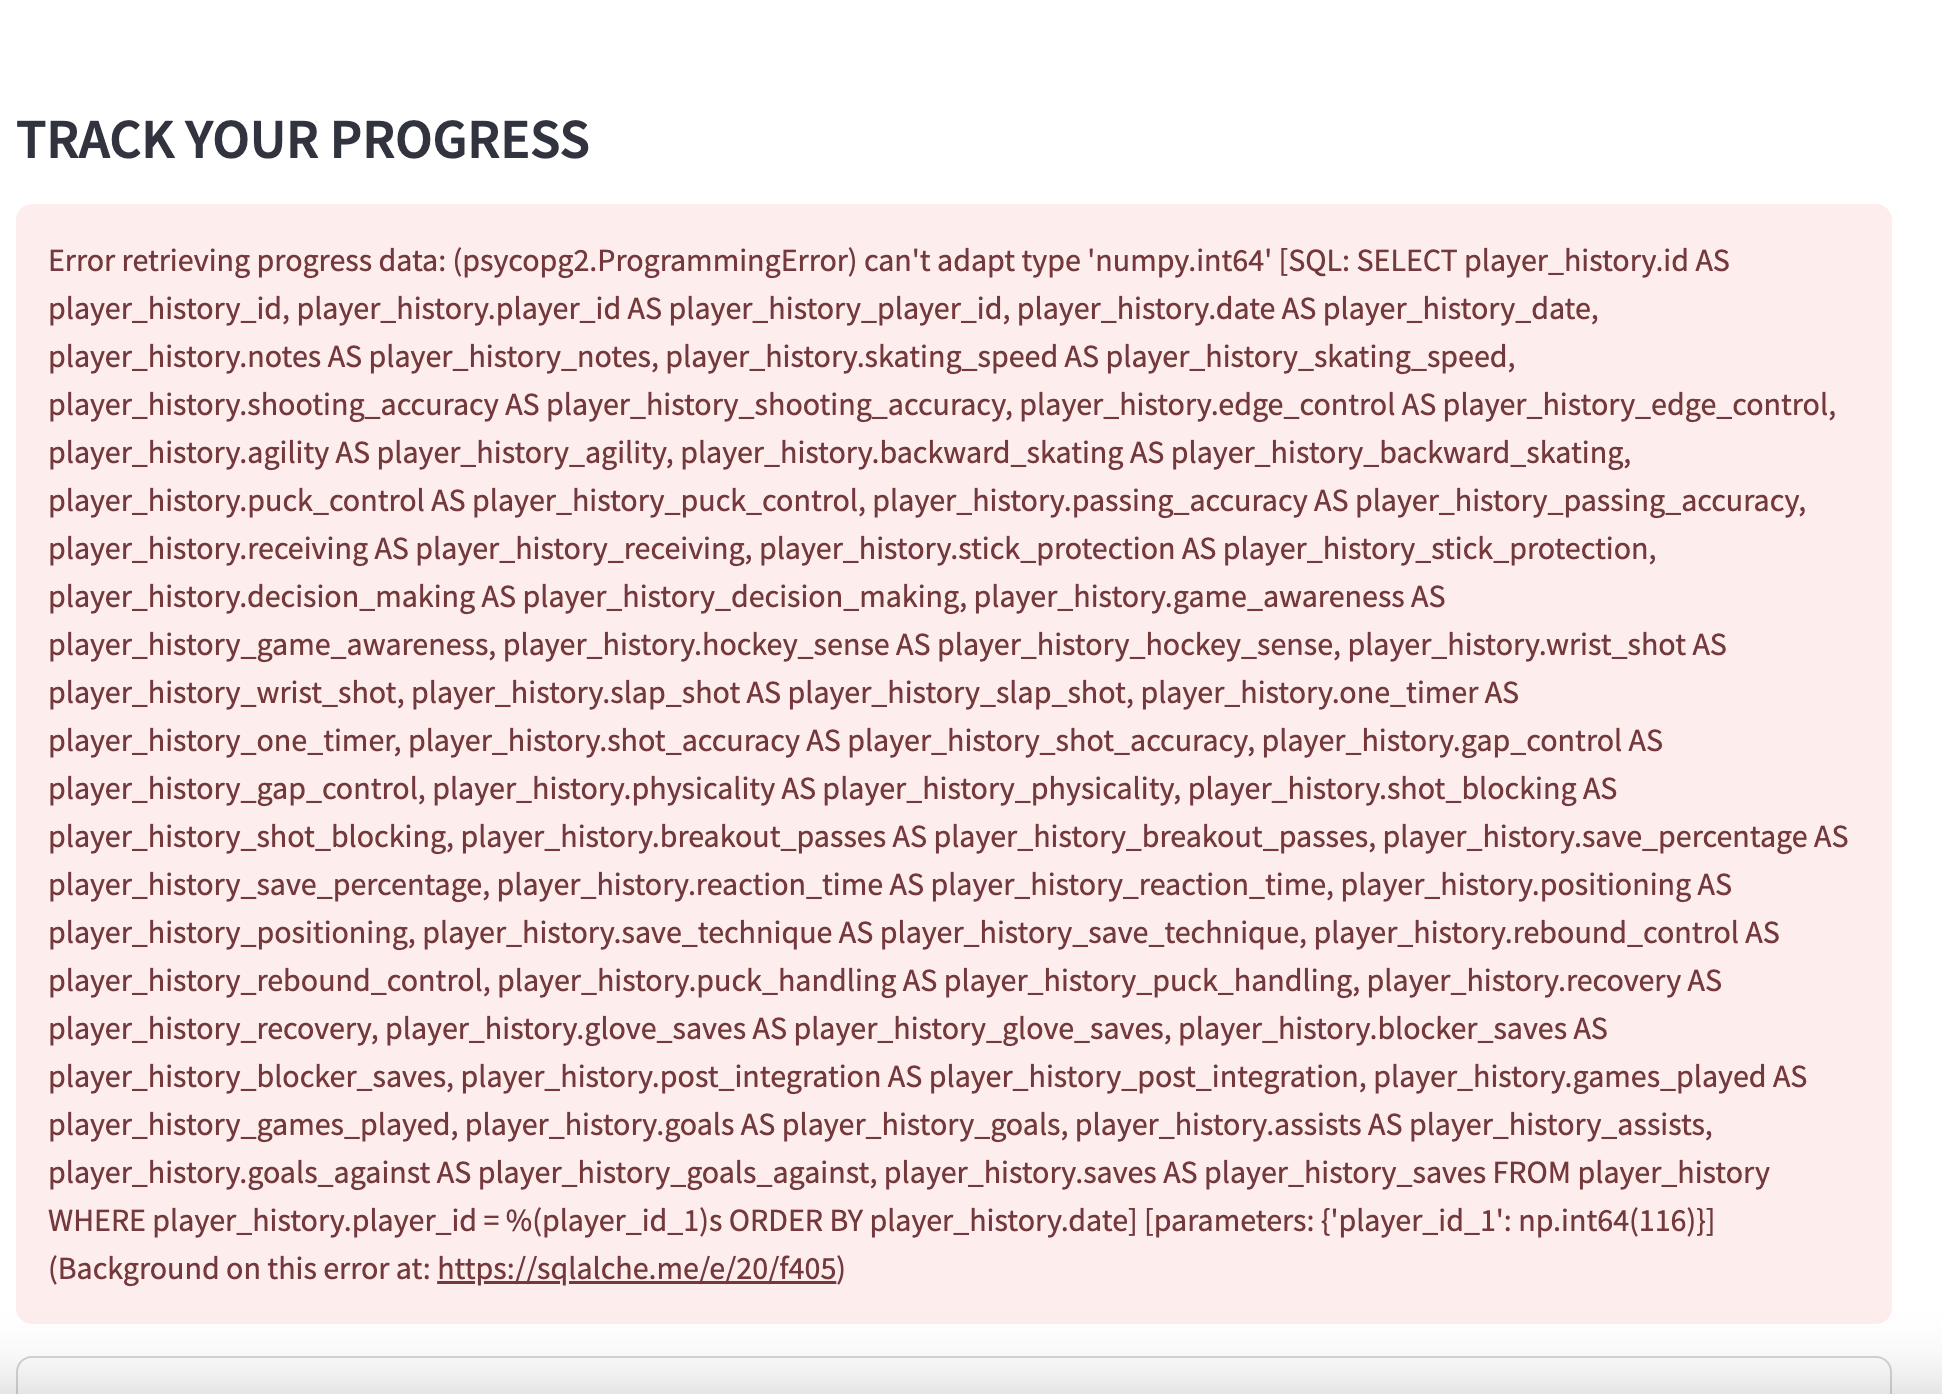 TRACK YOUR PROGRESS
Error retrieving progress data: (psycopg2.ProgrammingError) can't adapt type 'numpy.int64' [SQL: SELECT player_history.id AS
player_history_id, player_history.player_id AS player_history_player_id, player_history.date AS player_history_date,
player_history.notes AS player_history_notes, player_history.skating_speed AS player_history_skating_speed,
player_history.shooting_accuracy AS player_history_shooting_accuracy, player_history.edge_control AS player_history_edge_control,
player_history.agility AS player_history_agility, player_history.backward_skating AS player_history_backward_skating,
player_history.puck_control AS player_history_puck_control, player_history.passing_accuracy AS player_history_passing_accuracy,
player_history.receiving AS player_history_receiving, player_history.stick_protection AS player_history_stick_protection,
player_history.decision_making AS player_history_decision_making, player_history.game_awareness AS
player_history_game_awareness, player_history.hockey_sense AS player_history_hockey_sense, player_history.wrist_shot AS
player_history_wrist_shot, player_history.slap_shot AS player_history_slap_shot, player_history.one_timer AS
player_history_one_timer, player_history.shot_accuracy AS player_history_shot_accuracy, player_history.gap_control AS
player_history_gap_control, player_history.physicality AS player_history_physicality, player_history.shot_blocking AS
player_history_shot_blocking, player_history.breakout_passes AS player_history_breakout_passes, player_history.save_percentage AS
player_history_save_percentage, player_history.reaction_time AS player_history_reaction_time, player_history.positioning AS
player_history_positioning, player_history.save_technique AS player_history_save_technique, player_history.rebound_control AS
player_history_rebound_control, player_history.puck_handling AS player_history_puck_handling, player_history.recovery AS
player_history_recovery, player_history.glove_saves AS player_history_glove_saves, player_history.blocker_saves AS
player_history_blocker_saves, player_history.post_integration AS player_history_post_integration, player_history.games_played AS
player_history_games_played, player_history.goals AS player_history_goals, player_history.assists AS player_history_assists,
player_history.goals_against AS player_history_goals_against, player_history.saves AS player_history_saves FROM player_history
WHERE player_history.player_id = %(player_id_1)s ORDER BY player_history.date] [parameters: {'player_id_1': np.int64(116)}]
(Background on this error at: https://sqlalche.me/e/20/f405)